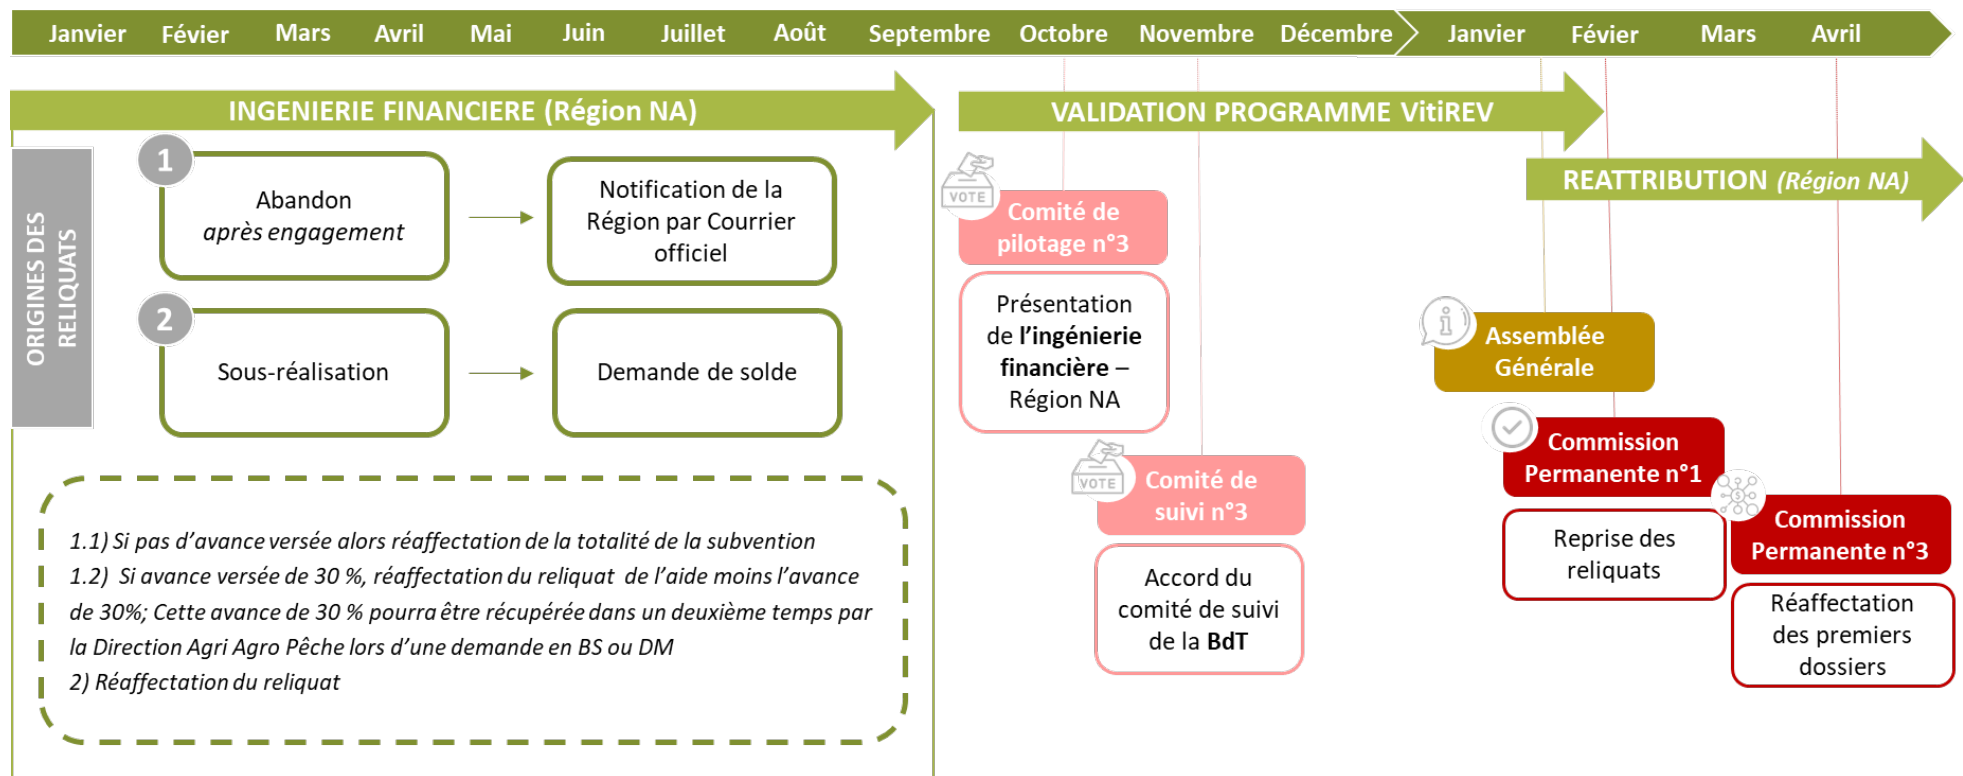 Janvier Févier Mars Avril Mai Juin Juillet Août Septembre Octobre Novembre Décembre Janvier Févier Mars Avril
INGENIERIE FINANCIERE (Région NA)
VALIDATION PROGRAMME VitiREV
REATTRIBUTION (Région NA)
ORIGINES DES
RELIQUATS
1
Abandon
après engagement
Notification de la
Région par Courrier
officiel
2
Sous-réalisation
Demande de solde
1.1) Si pas d'avance versée alors réaffectation de la totalité de la subvention
1.2) Si avance versée de 30 %, réaffectation du reliquat de l'aide moins l'avance
de 30%; Cette avance de 30 % pourra être récupérée dans un deuxième temps par
la Direction Agri Agro Pêche lors d'une demande en BS ou DM
2) Réaffectation du reliquat
VOTE
Comité de
pilotage n°3
Présentation
de l'ingénierie
financière –
Région NA
VOTE
Comité de
suivi n°3
Accord du
comité de suivi
de la BdT
i
Assemblée
Générale
Commission
Permanente n°1
Reprise des
reliquats
$
Commission
Permanente n°3
Réaffectation
des premiers
dossiers